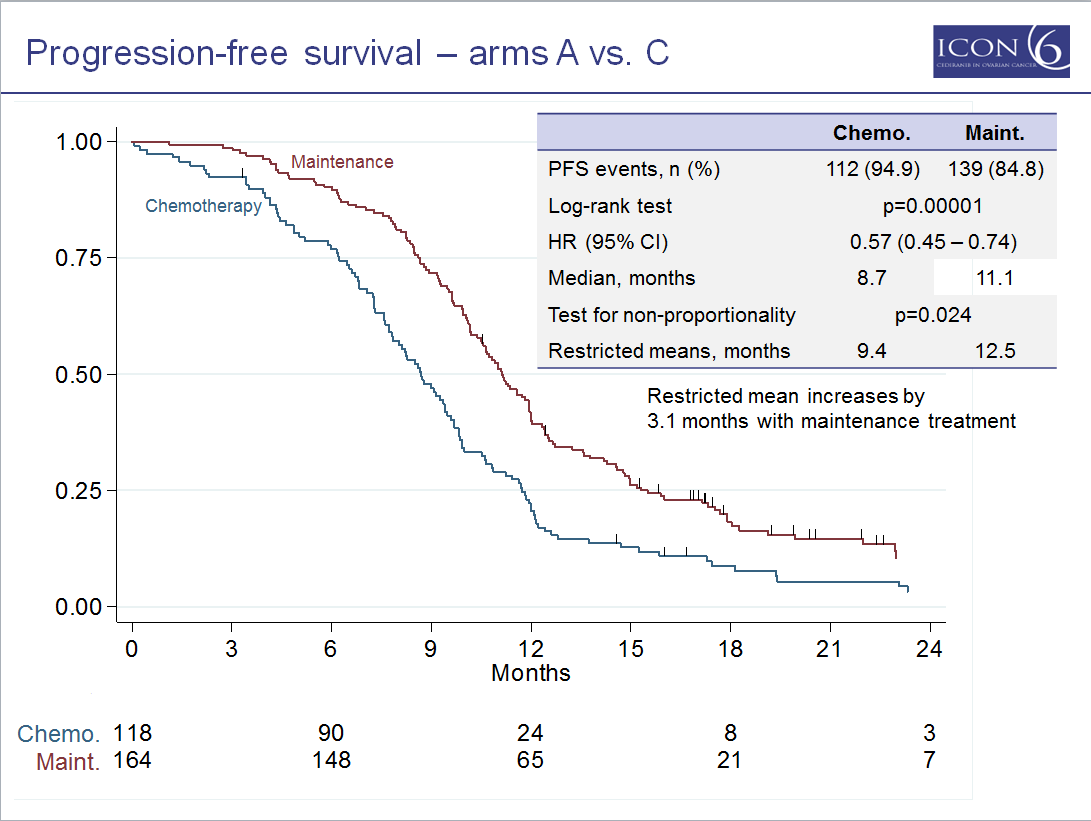 Progression-free survival – arms A vs. C
ICON 6
CEDIRANIB IN OVARIAN CANCER
Chemo. Maint.
PFS events, n (%) 112 (94.9) 139 (84.8)
Log-rank test p=0.00001
HR (95% CI) 0.57 (0.45 – 0.74)
Median, months 8.7 11.1
Test for non-proportionality p=0.024
Restricted means, months 9.4 12.5
Restricted mean increases by
3.1 months with maintenance treatment
Maintenance
Chemotherapy
1.00
0.75
0.50
0.25
0.00
0 3 6 9 12 15 18 21 24
Months
Chemo. 118 90 24 8 3
Maint. 164 148 65 21 7